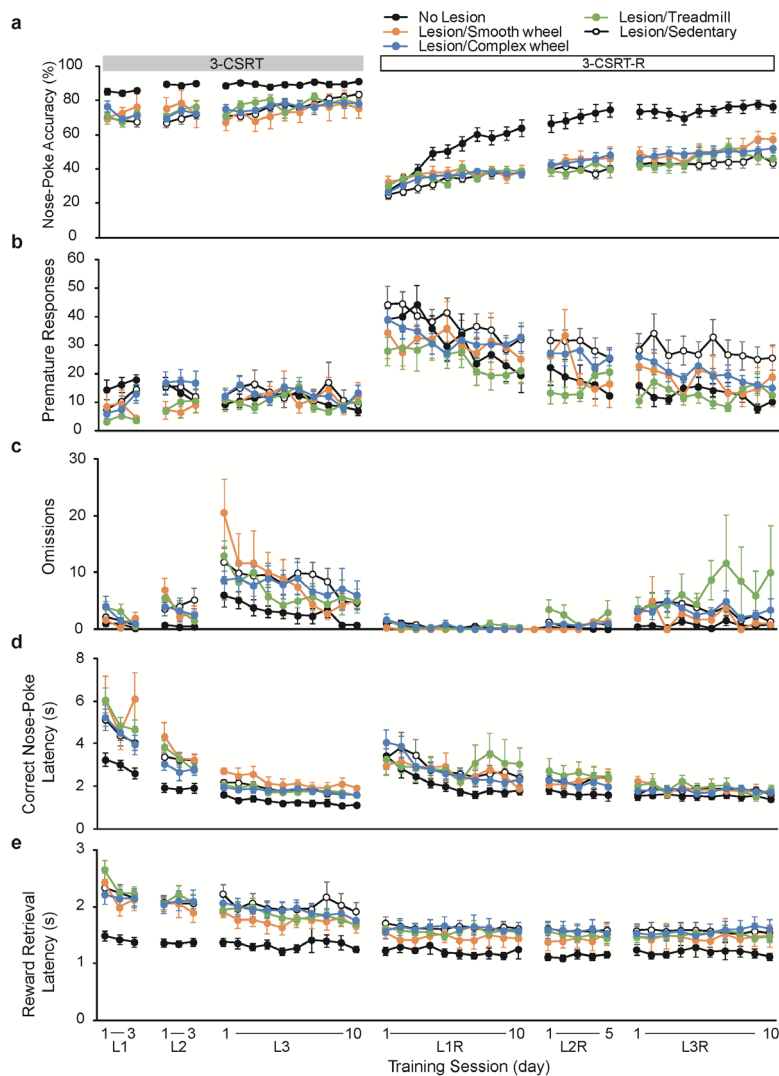 a
No Lesion
Lesion/Smooth wheel
Lesion/Complex wheel
Lesion/Treadmill
Lesion/Sedentary
3-CSRT
3-CSRT-R
Nose-Poke Accuracy (%)
100
80
60
40
20
0
b
Premature Responses
60
50
40
30
20
10
0
c
Omissions
30
20
10
0
d
Correct Nose-Poke
Latency (s)
8
6
4
2
0
e
Reward Retrieval
Latency (s)
3
2
1
0
1 3 1 3 1 10 1 10 1 5 1 10
L1 L2 L3 L1R L2R L3R
Training Session (day)